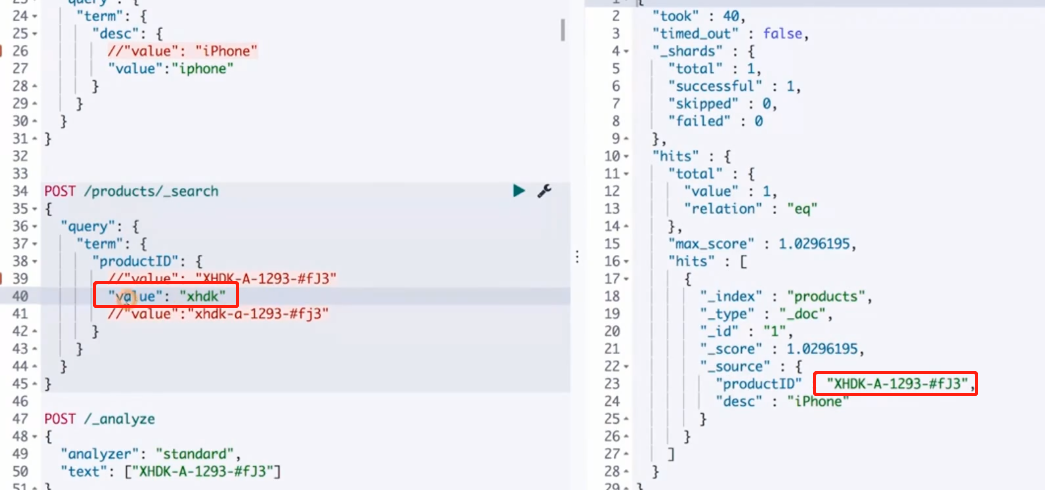 24 "term": {
25 "desc": {
26 //"value": "iPhone"
27 "value":"iphone"
28 }
29 }
30 }
31 }
32
33
34 POST /products/_search
35 {
36 "query": {
37 "term": {
38 "productID": {
39 //"value": "XHDK-A-1293-#fJ3"
40 "value": "xhdk"
41 //"value":"xhdk-a-1293-#fj3"
42 }
43 }
44 }
45 }
46
47 POST /_analyze
48 {
49 "analyzer": "standard",
50 "text": ["XHDK-A-1293-#fJ3"]
51 }
2 "took" : 40,
3 "timed_out" : false,
4 "_shards" : {
5 "total" : 1,
6 "successful" : 1,
7 "skipped" : 0,
8 "failed" : 0
9 },
10 "hits" : {
11 "total" : {
12 "value" : 1,
13 "relation" : "eq"
14 },
15 "max_score" : 1.0296195,
16 "hits" : [
17 {
18 "_index" : "products",
19 "_type" : "_doc",
20 "_id" : "1",
21 "_score" : 1.0296195,
22 "_source" : {
23 "productID" "XHDK-A-1293-#fJ3",
24 "desc" : "iPhone"
25 }
26 }
27 ]
28 }
29 }